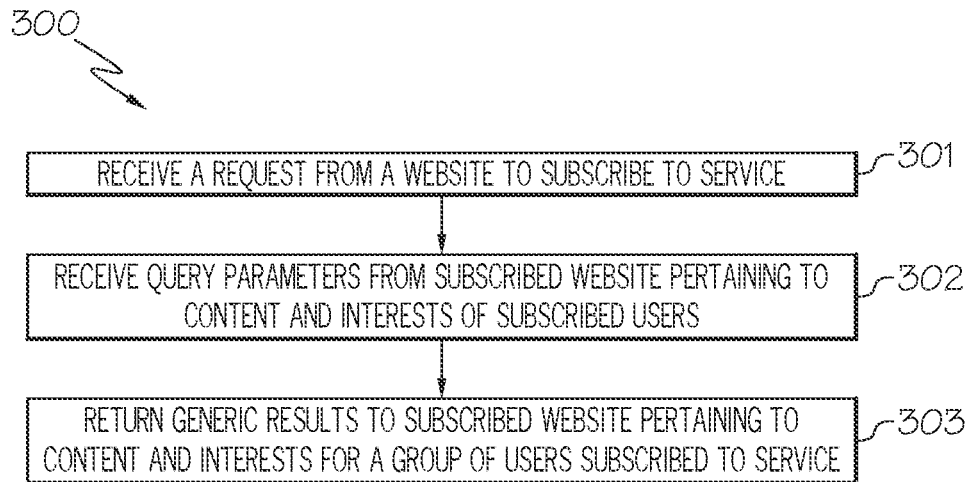 300
RECEIVE A REQUEST FROM A WEBSITE TO SUBSCRIBE TO SERVICE
301
RECEIVE QUERY PARAMETERS FROM SUBSCRIBED WEBSITE PERTAINING TO
CONTENT AND INTERESTS OF SUBSCRIBED USERS
302
RETURN GENERIC RESULTS TO SUBSCRIBED WEBSITE PERTAINING TO
CONTENT AND INTERESTS FOR A GROUP OF USERS SUBSCRIBED TO SERVICE
303